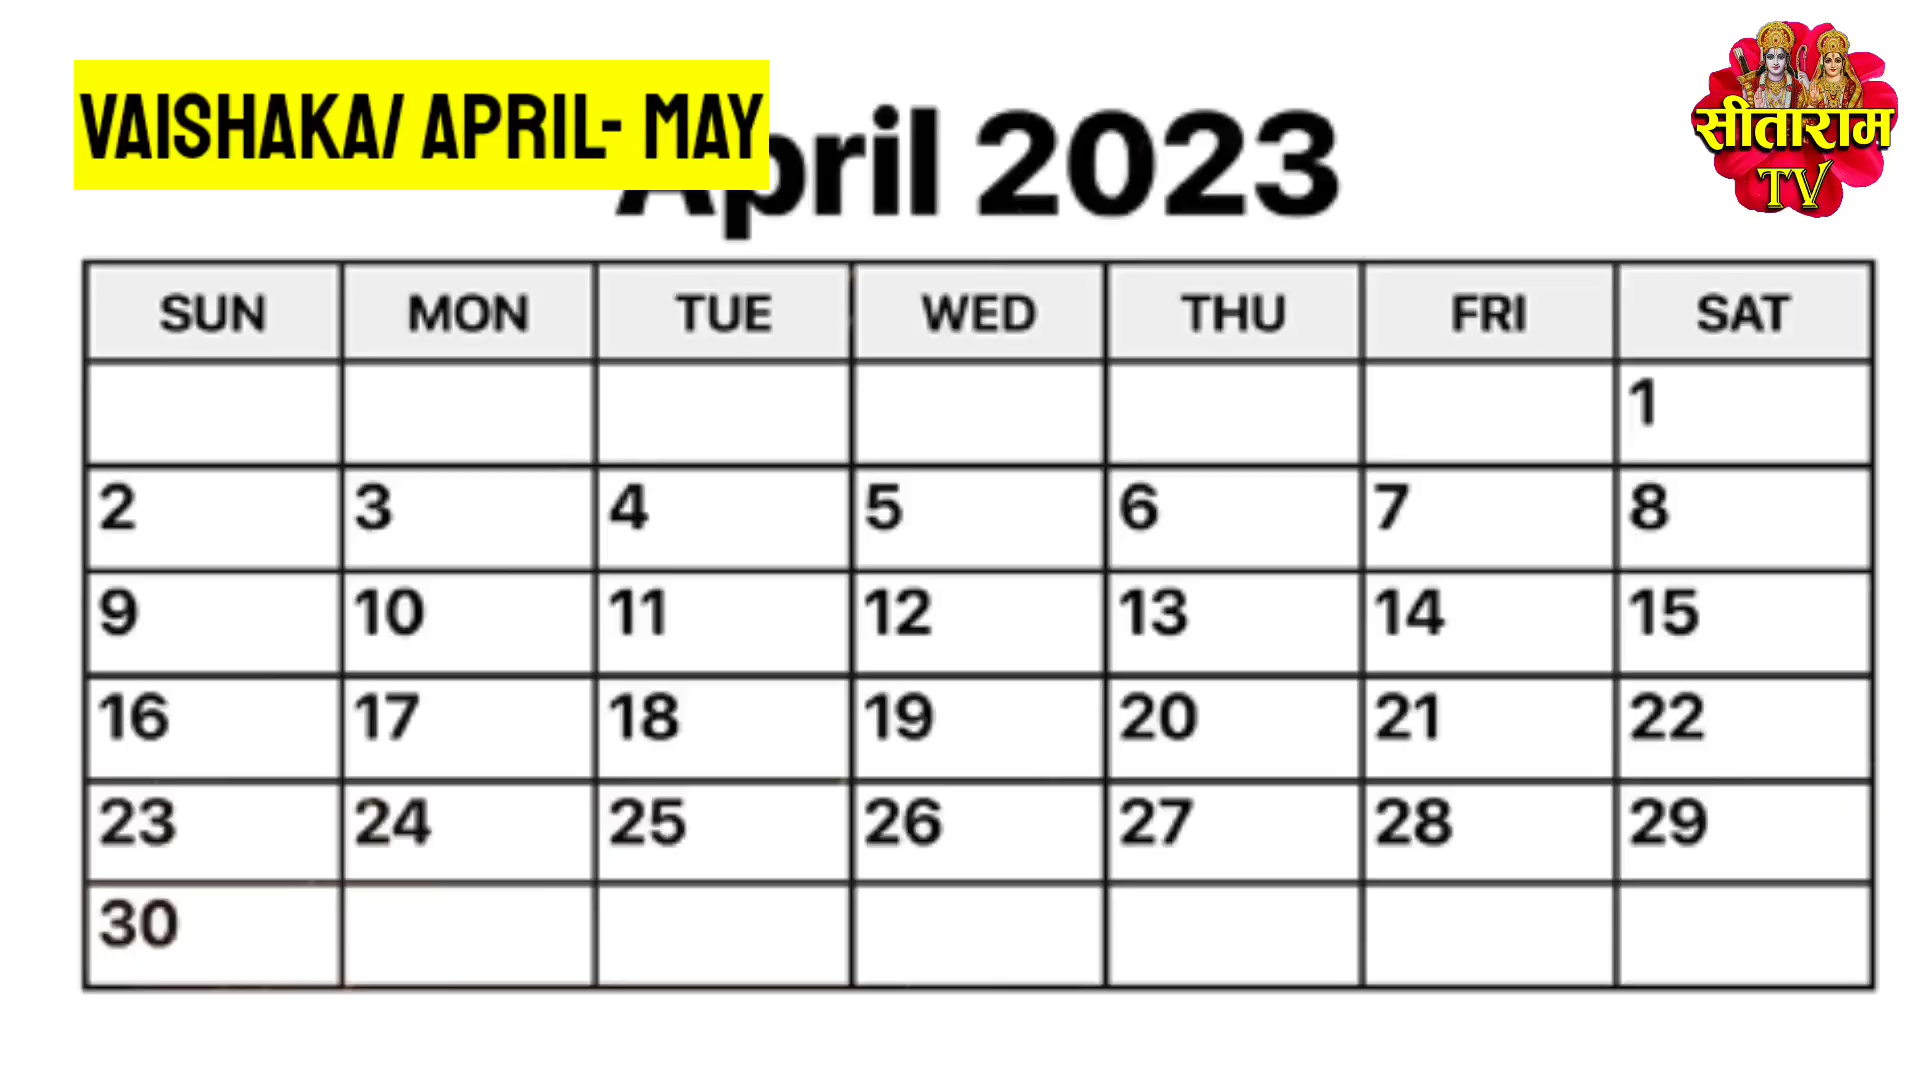 VAISHAKA/ APRIL- MAY
April 2023
सीताराम
TV
SUN MON TUE WED THU FRI SAT
1
2 3 4 5 6 7 8
9 10 11 12 13 14 15
16 17 18 19 20 21 22
23 24 25 26 27 28 29
30